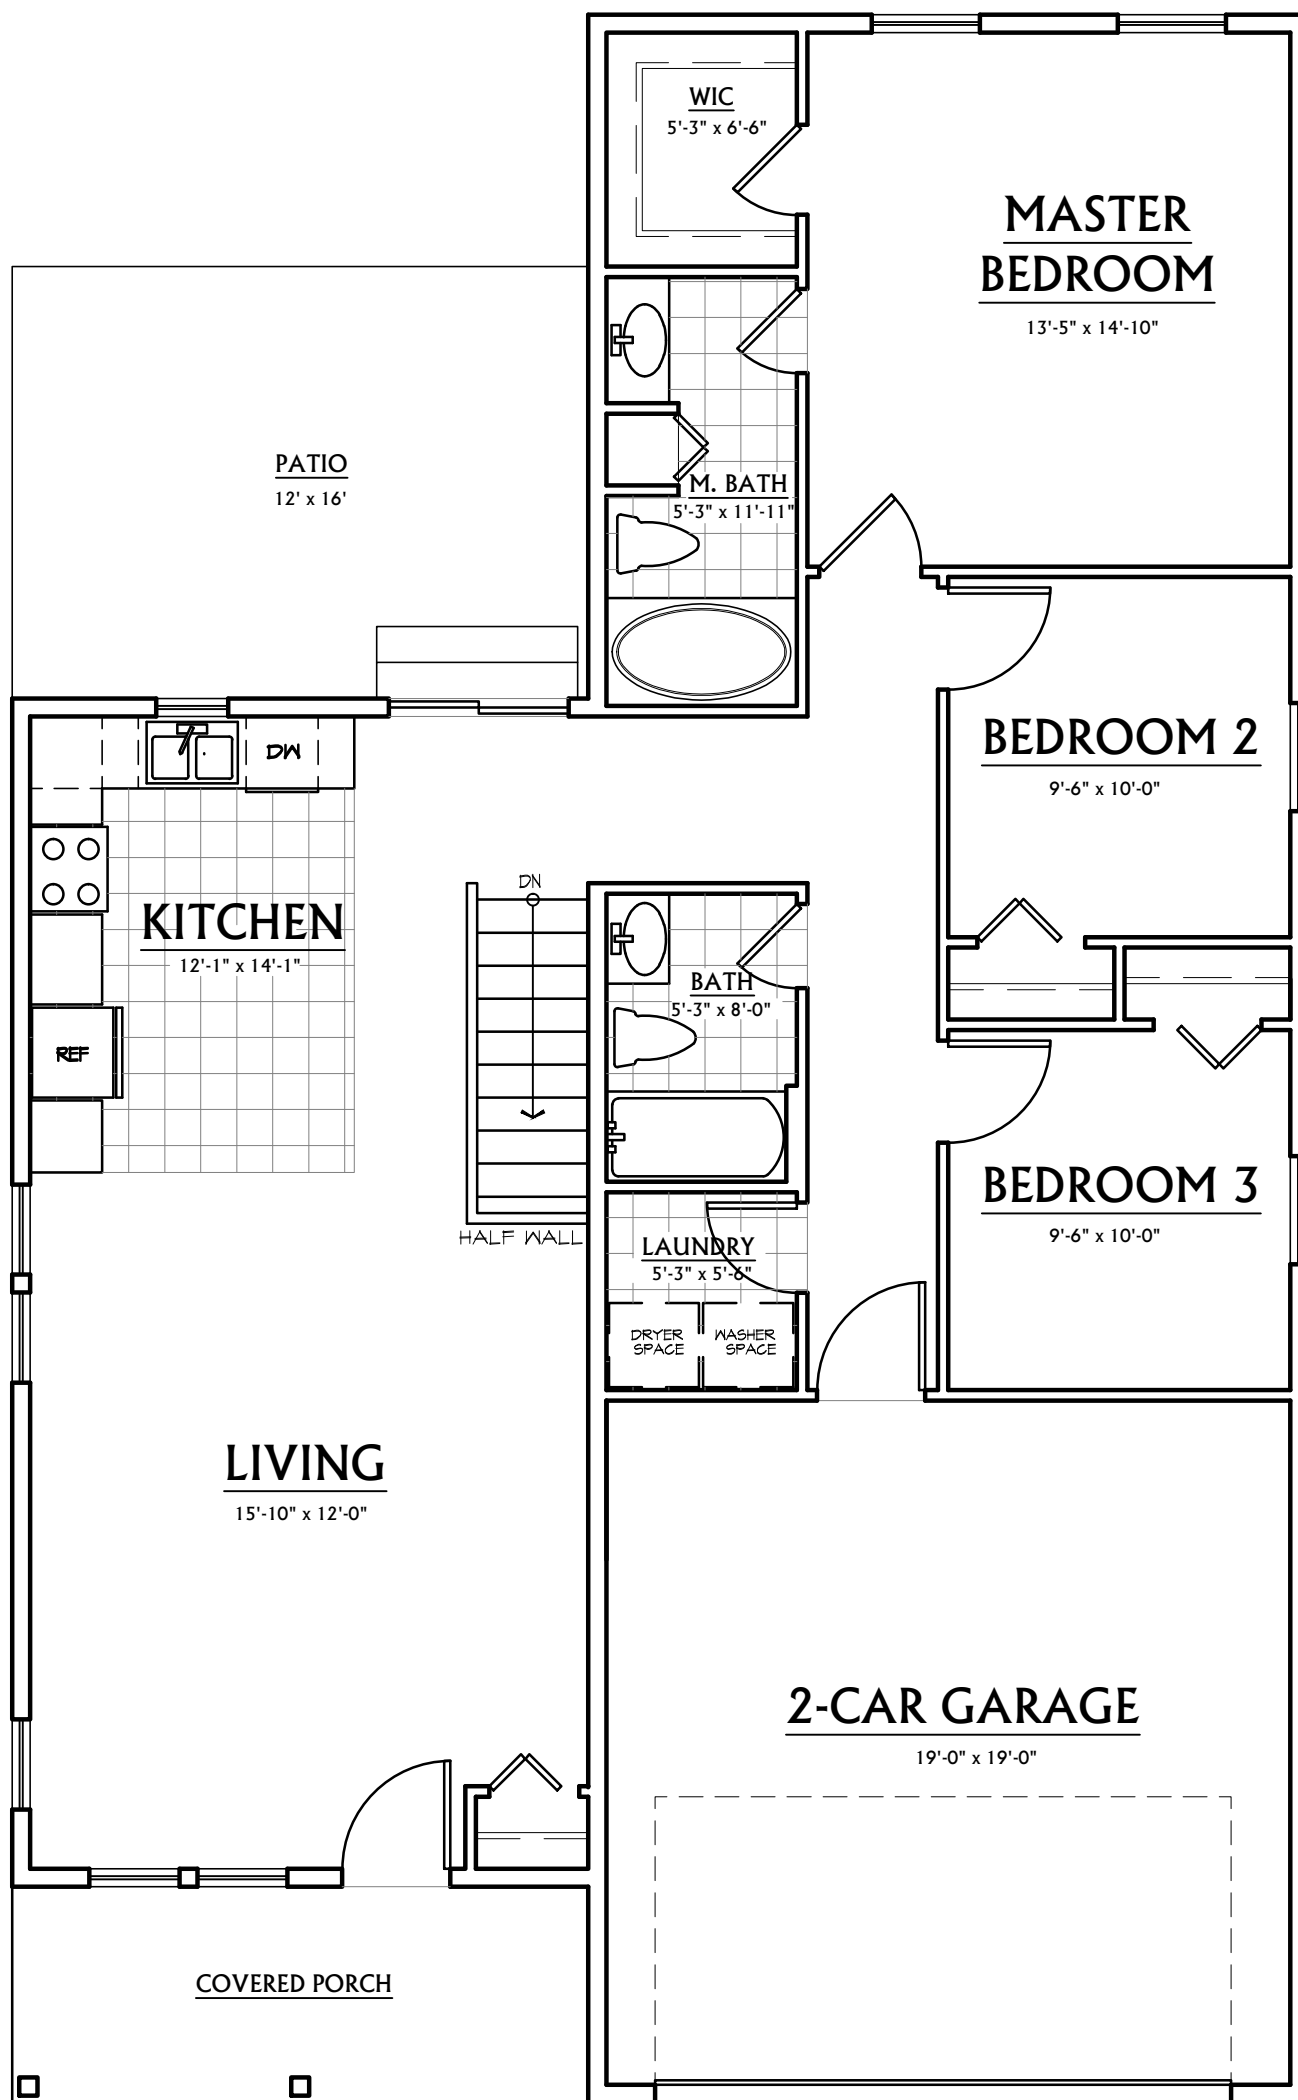 WIC
5'-3" x 6'-6"
MASTER
BEDROOM
13'-5" x 14'-10"
PATIO
12' x 16'
M. BATH
5'-3" x 11'-11"
BEDROOM 2
9'-6" x 10'-0"
DW
KITCHEN
12'-1" x 14'-1"
DN
BATH
5'-3" x 8'-0"
REF
BEDROOM 3
9'-6" x 10'-0"
HALF WALL
LAUNDRY
5'-3" x 5'-6"
DRYER
SPACE
WASHER
SPACE
LIVING
15'-10" x 12'-0"
2-CAR GARAGE
19'-0" x 19'-0"
COVERED PORCH